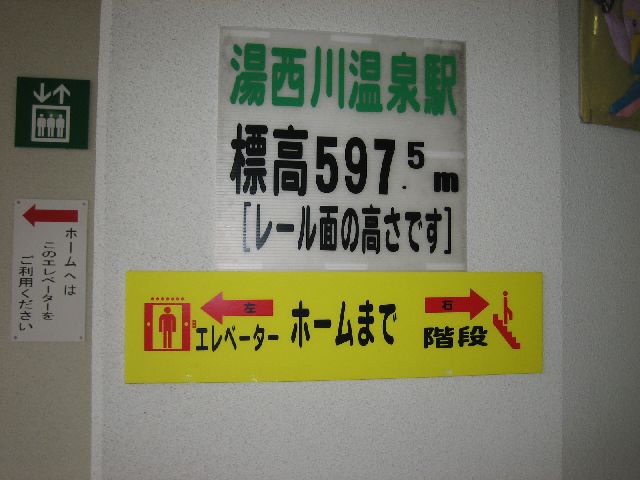 湯西川温泉駅
標高597.5m
[レール面の高さです]
左
エレベーター ホームまで
右
階段
ホームへは
このエレベーターを
ご利用ください